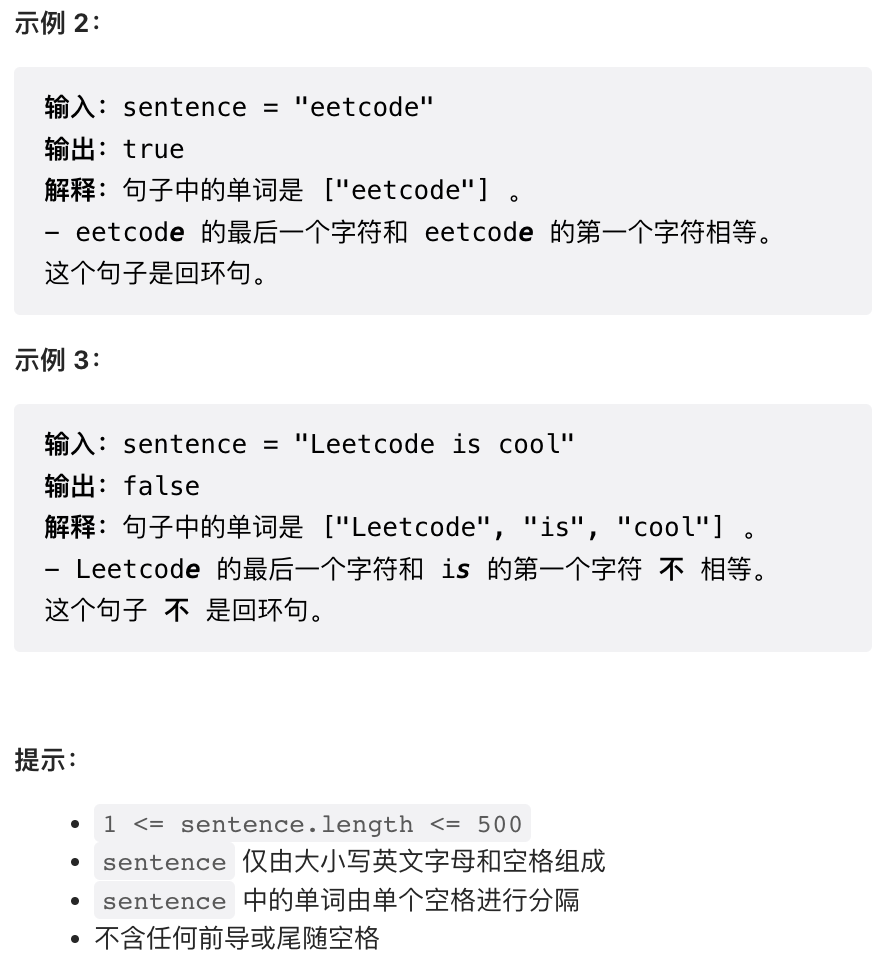 示例 2：
输入：sentence = "eetcode"
输出：true
解释：句子中的单词是 ["eetcode"] 。
- eetcode 的最后一个字符和 eetcode 的第一个字符相等。
这个句子是回环句。
示例 3：
输入：sentence = "Leetcode is cool"
输出：false
解释：句子中的单词是 ["Leetcode", "is", "cool"] 。
- Leetcode 的最后一个字符和 is 的第一个字符 不 相等。
这个句子 不 是回环句。
提示：
• 1 <= sentence.length <= 500
• sentence 仅由大小写英文字母和空格组成
• sentence 中的单词由单个空格进行分隔
• 不含任何前导或尾随空格